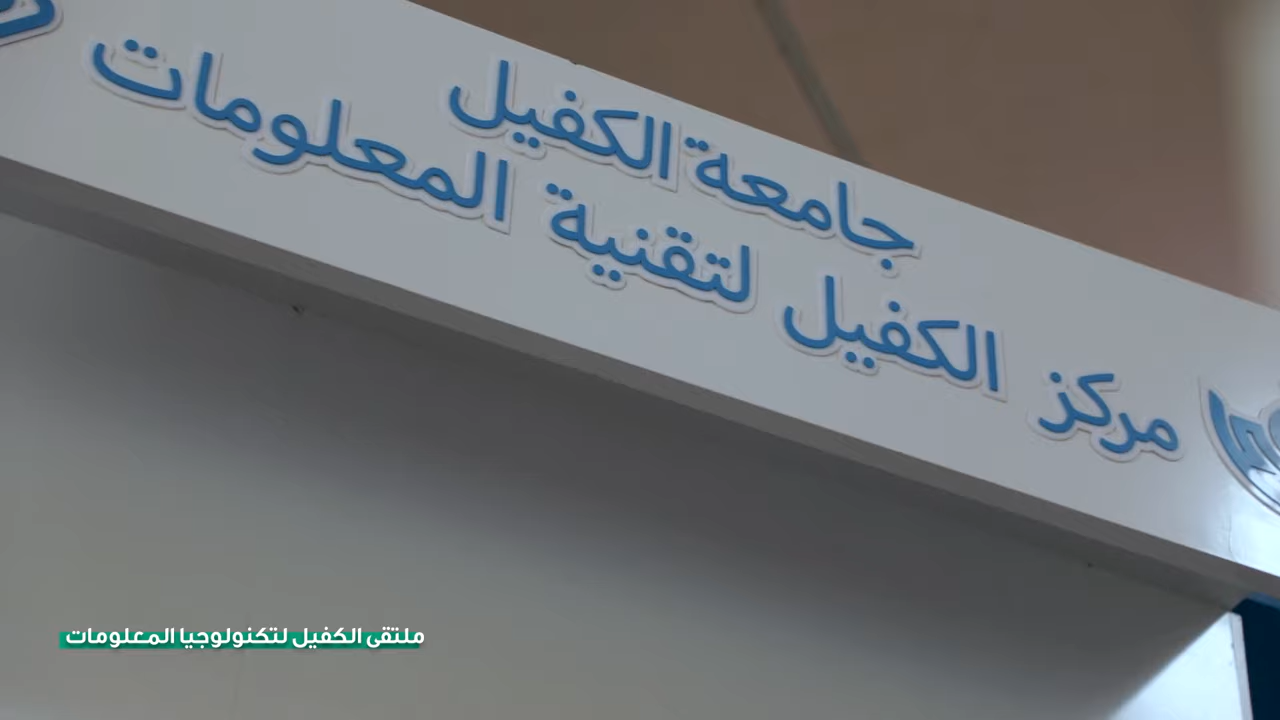 جامعة الكفيل
مركز الكفيل لتقنية المعلومات
ملتقى الكفيل لتكنولوجيا المعلومات